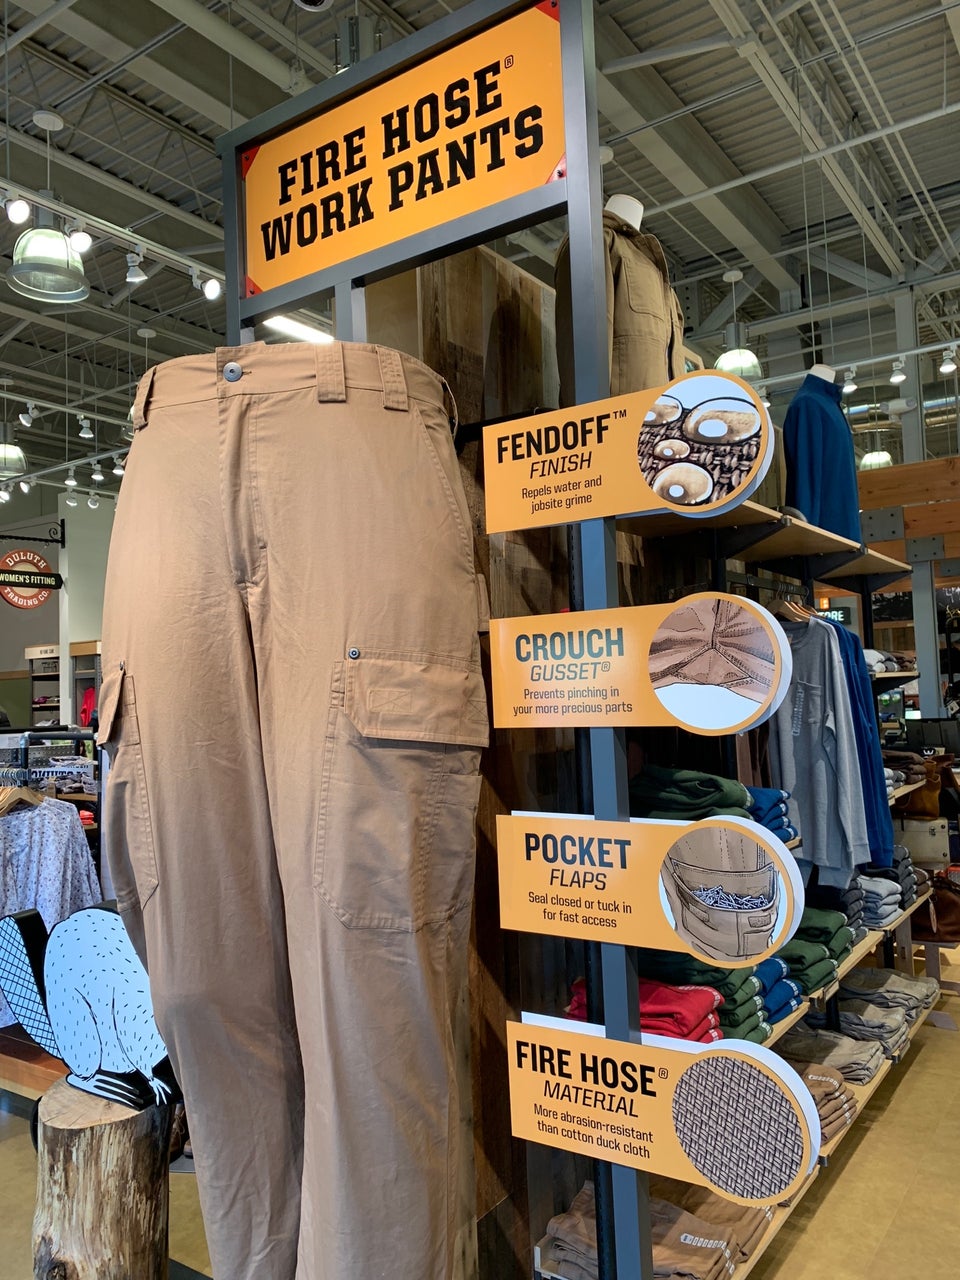 FIRE HOSE®
WORK PANTS
FENDOFF™
FINISH
Repels water and
jobsite grime
CROUCH
GUSSET®
Prevents pinching in
your more precious parts
POCKET
FLAPS
Seal closed or tuck in
for fast access
FIRE HOSE®
MATERIAL
More abrasion-resistant
than cotton duck cloth
DULUTH
WOMEN'S FITTING
TRADING CO.